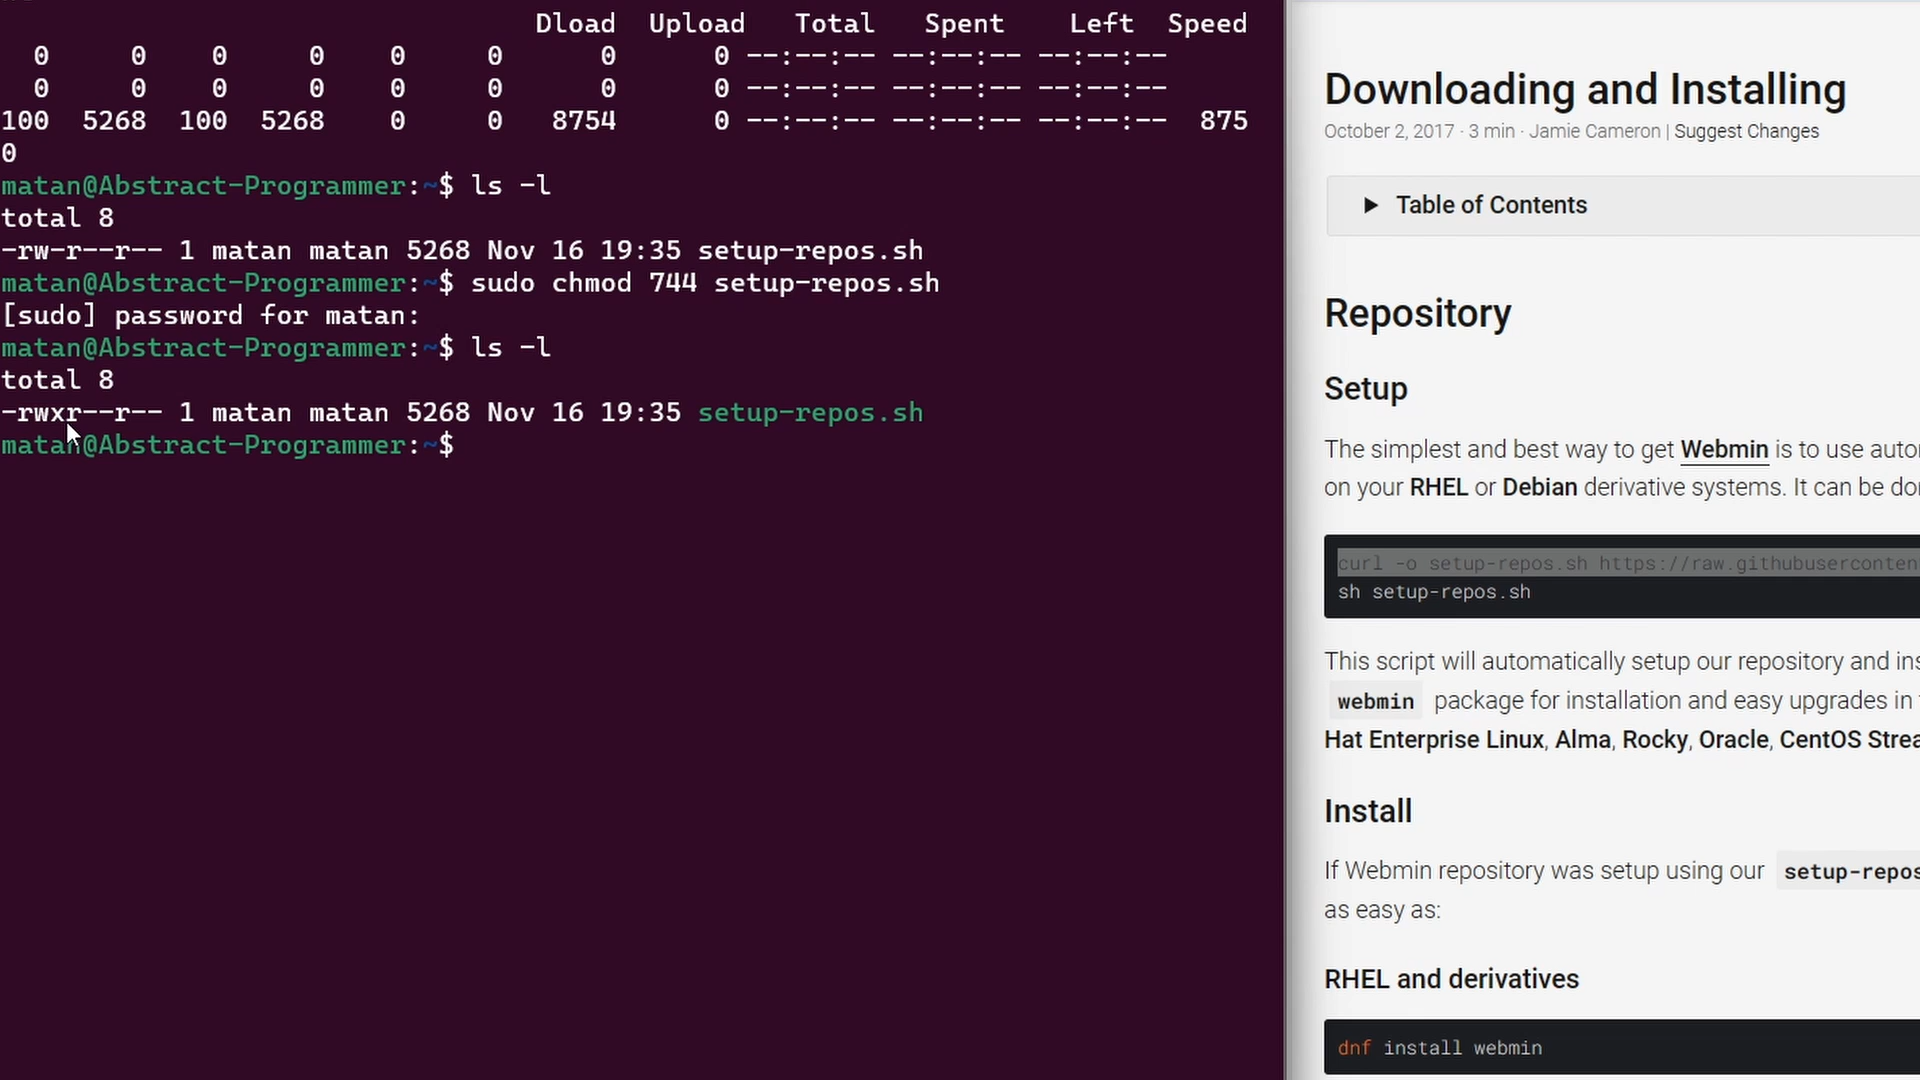 Dload Upload Total Spent Left Speed
0 0 0 0 0 0 0 0 --:--:-- --:--:-- --:--:--
0 0 0 0 0 0 0 0 --:--:-- --:--:-- --:--:--
100 5268 100 5268 0 0 8754 0 --:--:-- --:--:-- --:--:-- 875
0
matan@Abstract-Programmer:~$ ls -l
total 8
-rw-r--r-- 1 matan matan 5268 Nov 16 19:35 setup-repos.sh
matan@Abstract-Programmer:~$ sudo chmod 744 setup-repos.sh
[sudo] password for matan:
matan@Abstract-Programmer:~$ ls -l
total 8
-rwxr--r-- 1 matan matan 5268 Nov 16 19:35 setup-repos.sh
matan@Abstract-Programmer:~$
Downloading and Installing
October 2, 2017 · 3 min · Jamie Cameron | Suggest Changes
▶ Table of Contents
Repository
Setup
The simplest and best way to get Webmin is to use auto
on your RHEL or Debian derivative systems. It can be do
curl -o setup-repos.sh https://raw.githubuserconten
sh setup-repos.sh
This script will automatically setup our repository and ins
webmin package for installation and easy upgrades in
Hat Enterprise Linux, Alma, Rocky, Oracle, CentOS Strea
Install
If Webmin repository was setup using our setup-repos
as easy as:
RHEL and derivatives
dnf install webmin